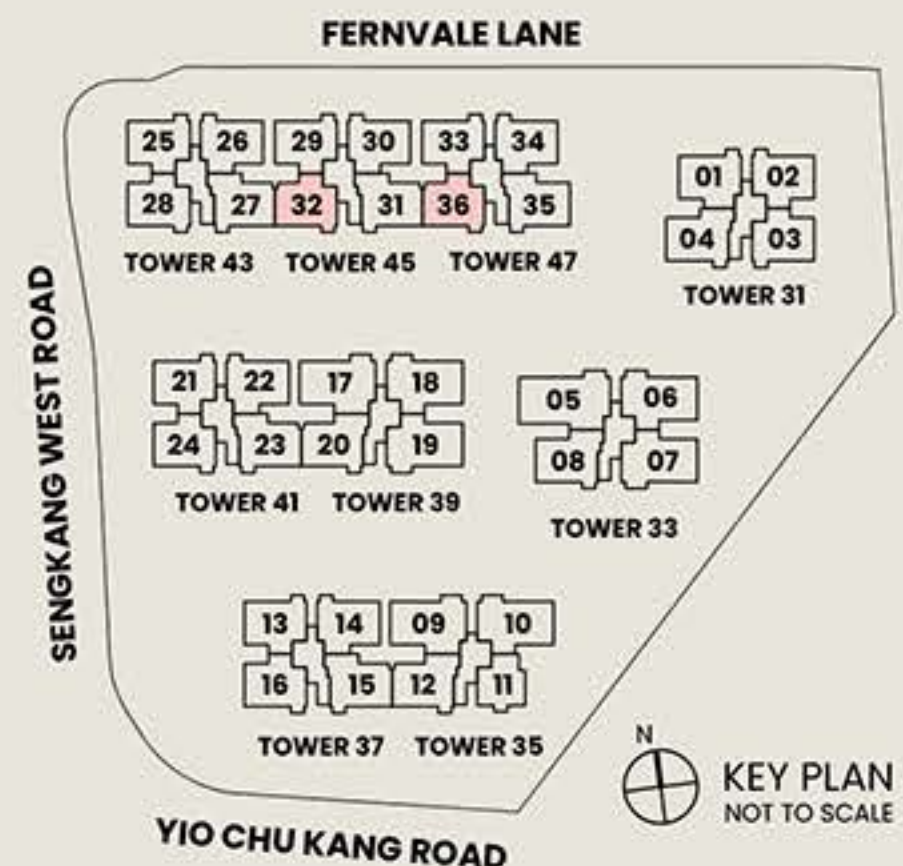 FERNVALE LANE
25 26 29 30 33 34
28 27 32 31 36 35
TOWER 43 TOWER 45 TOWER 47
01 02
04 03
TOWER 31
SENGKANG WEST ROAD
21 22 17 18
24 23 20 19
TOWER 41 TOWER 39
05 06
08 07
TOWER 33
13 14 09 10
16 15 12 11
TOWER 37 TOWER 35
N
KEY PLAN
NOT TO SCALE
YIO CHU KANG ROAD